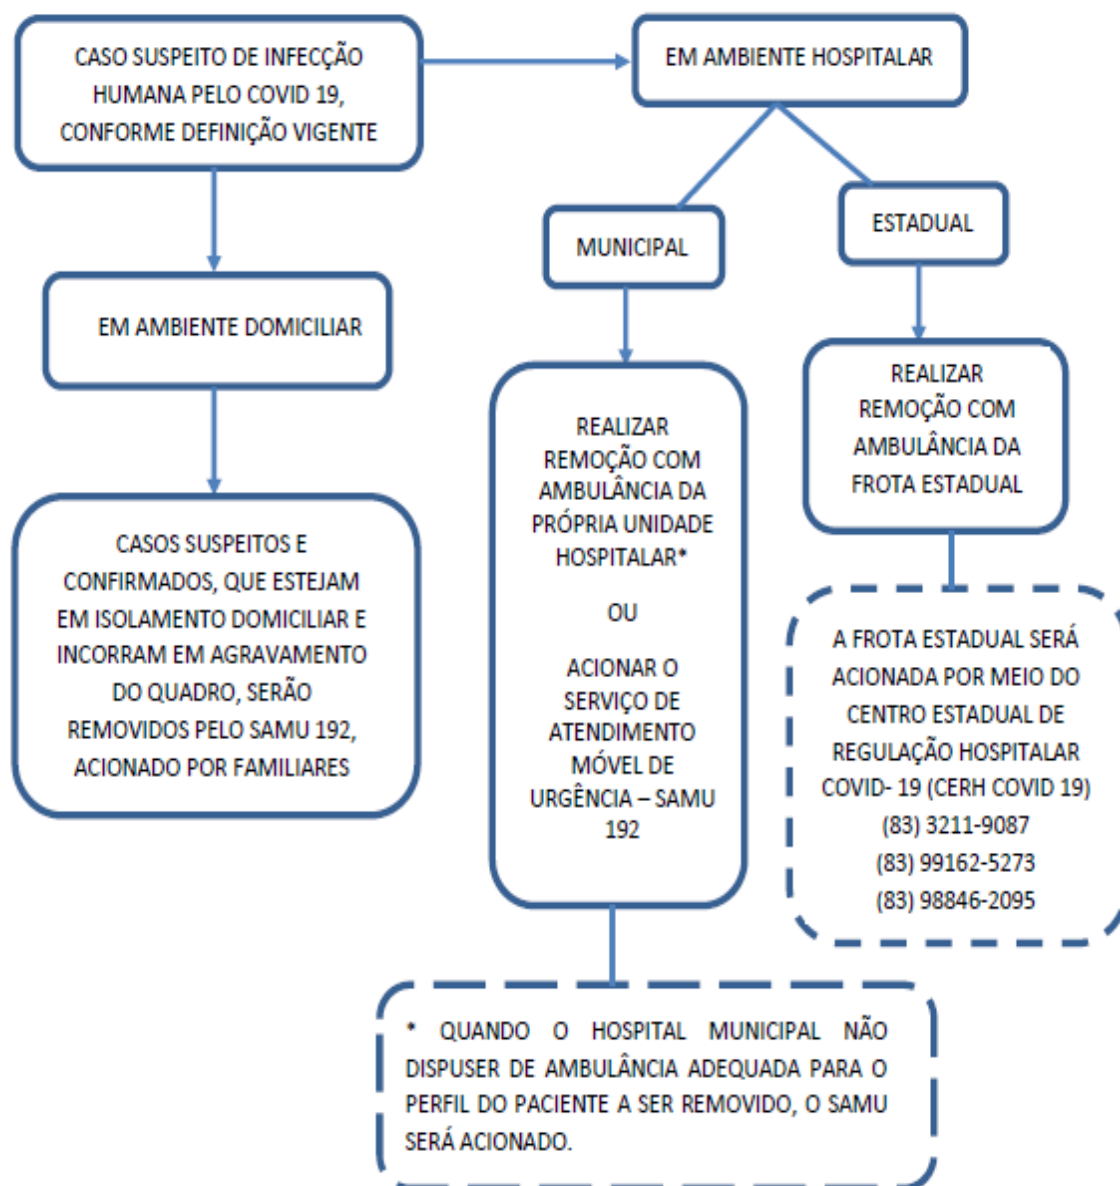 CASO SUSPEITO DE INFECÇÃO
HUMANA PELO COVID 19,
CONFORME DEFINIÇÃO VIGENTE
EM AMBIENTE HOSPITALAR
MUNICIPAL
ESTADUAL
EM AMBIENTE DOMICILIAR
CASOS SUSPEITOS E
CONFIRMADOS, QUE ESTEJAM
EM ISOLAMENTO DOMICILIAR E
INCORRAM EM AGRAVAMENTO
DO QUADRO, SERÃO
REMOVIDOS PELO SAMU 192,
ACIONADO POR FAMILIARES
REALIZAR
REMOÇÃO COM
AMBULÂNCIA DA
PRÓPRIA UNIDADE
HOSPITALAR*
OU
ACIONAR O
SERVIÇO DE
ATENDIMENTO
MÓVEL DE
URGÊNCIA – SAMU
192
REALIZAR
REMOÇÃO COM
AMBULÂNCIA DA
FROTA ESTADUAL
A FROTA ESTADUAL SERÁ
ACIONADA POR MEIO DO
CENTRO ESTADUAL DE
REGULAÇÃO HOSPITALAR
COVID- 19 (CERH COVID 19)
(83) 3211-9087
(83) 99162-5273
(83) 98846-2095
* QUANDO O HOSPITAL MUNICIPAL NÃO
DISPUSER DE AMBULÂNCIA ADEQUADA PARA O
PERFIL DO PACIENTE A SER REMOVIDO, O SAMU
SERÁ ACIONADO.